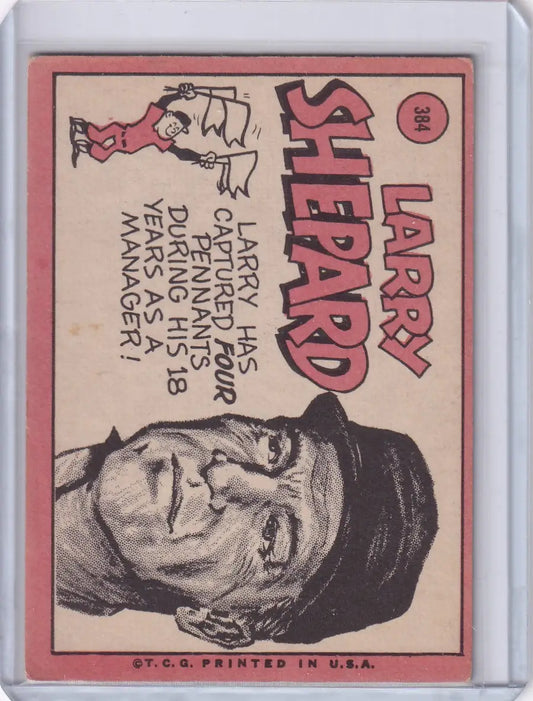 384
LARRY
SHEPARD
LARRY HAS
CAPTURED FOUR
PENNANTS
DURING HIS 18
YEARS AS A
MANAGER!
©T.C.G. PRINTED IN U.S.A.